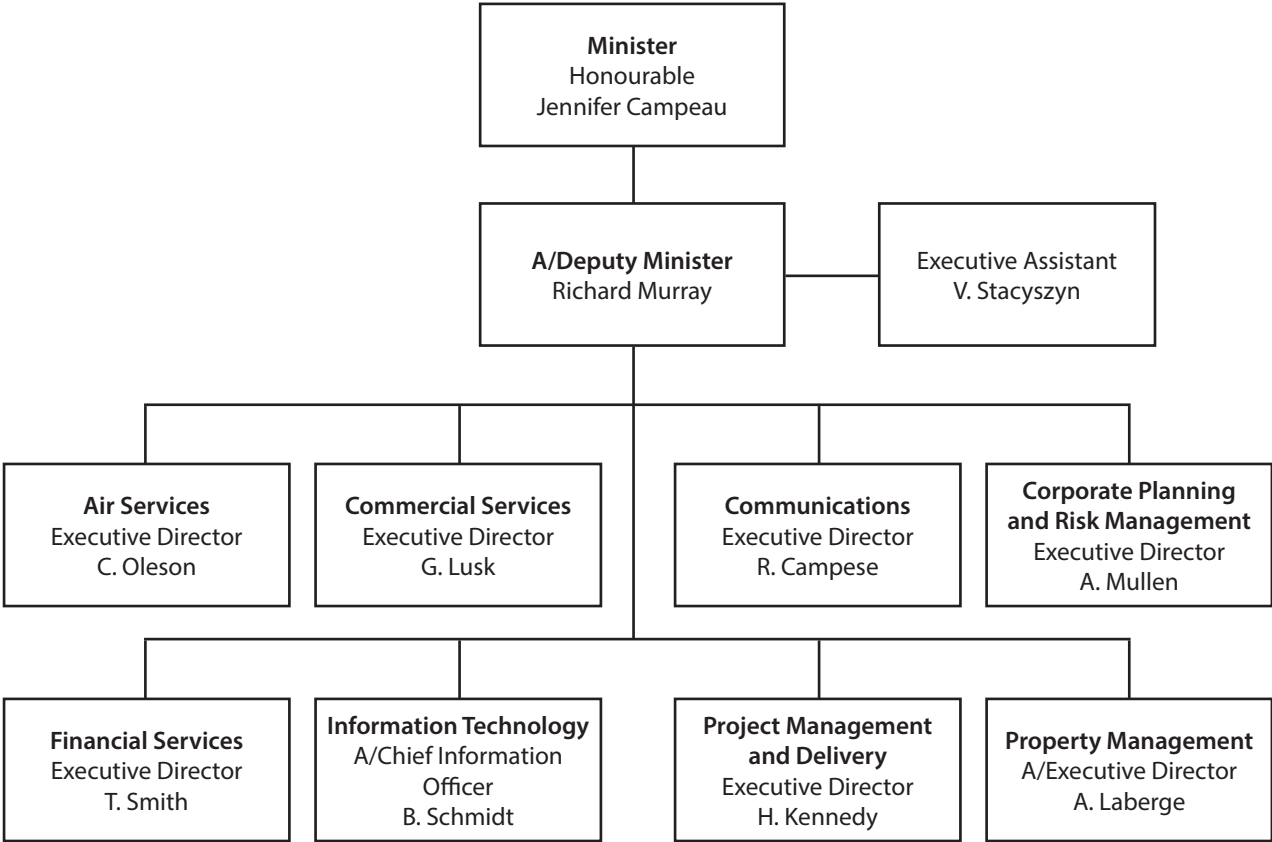 Minister
Honourable
Jennifer Campeau
A/Deputy Minister
Richard Murray
Executive Assistant
V. Stacyszyn
Air Services
Executive Director
C. Oleson
Commercial Services
Executive Director
G. Lusk
Communications
Executive Director
R. Campese
Corporate Planning
and Risk Management
Executive Director
A. Mullen
Financial Services
Executive Director
T. Smith
Information Technology
A/Chief Information
Officer
B. Schmidt
Project Management
and Delivery
Executive Director
H. Kennedy
Property Management
A/Executive Director
A. Laberge